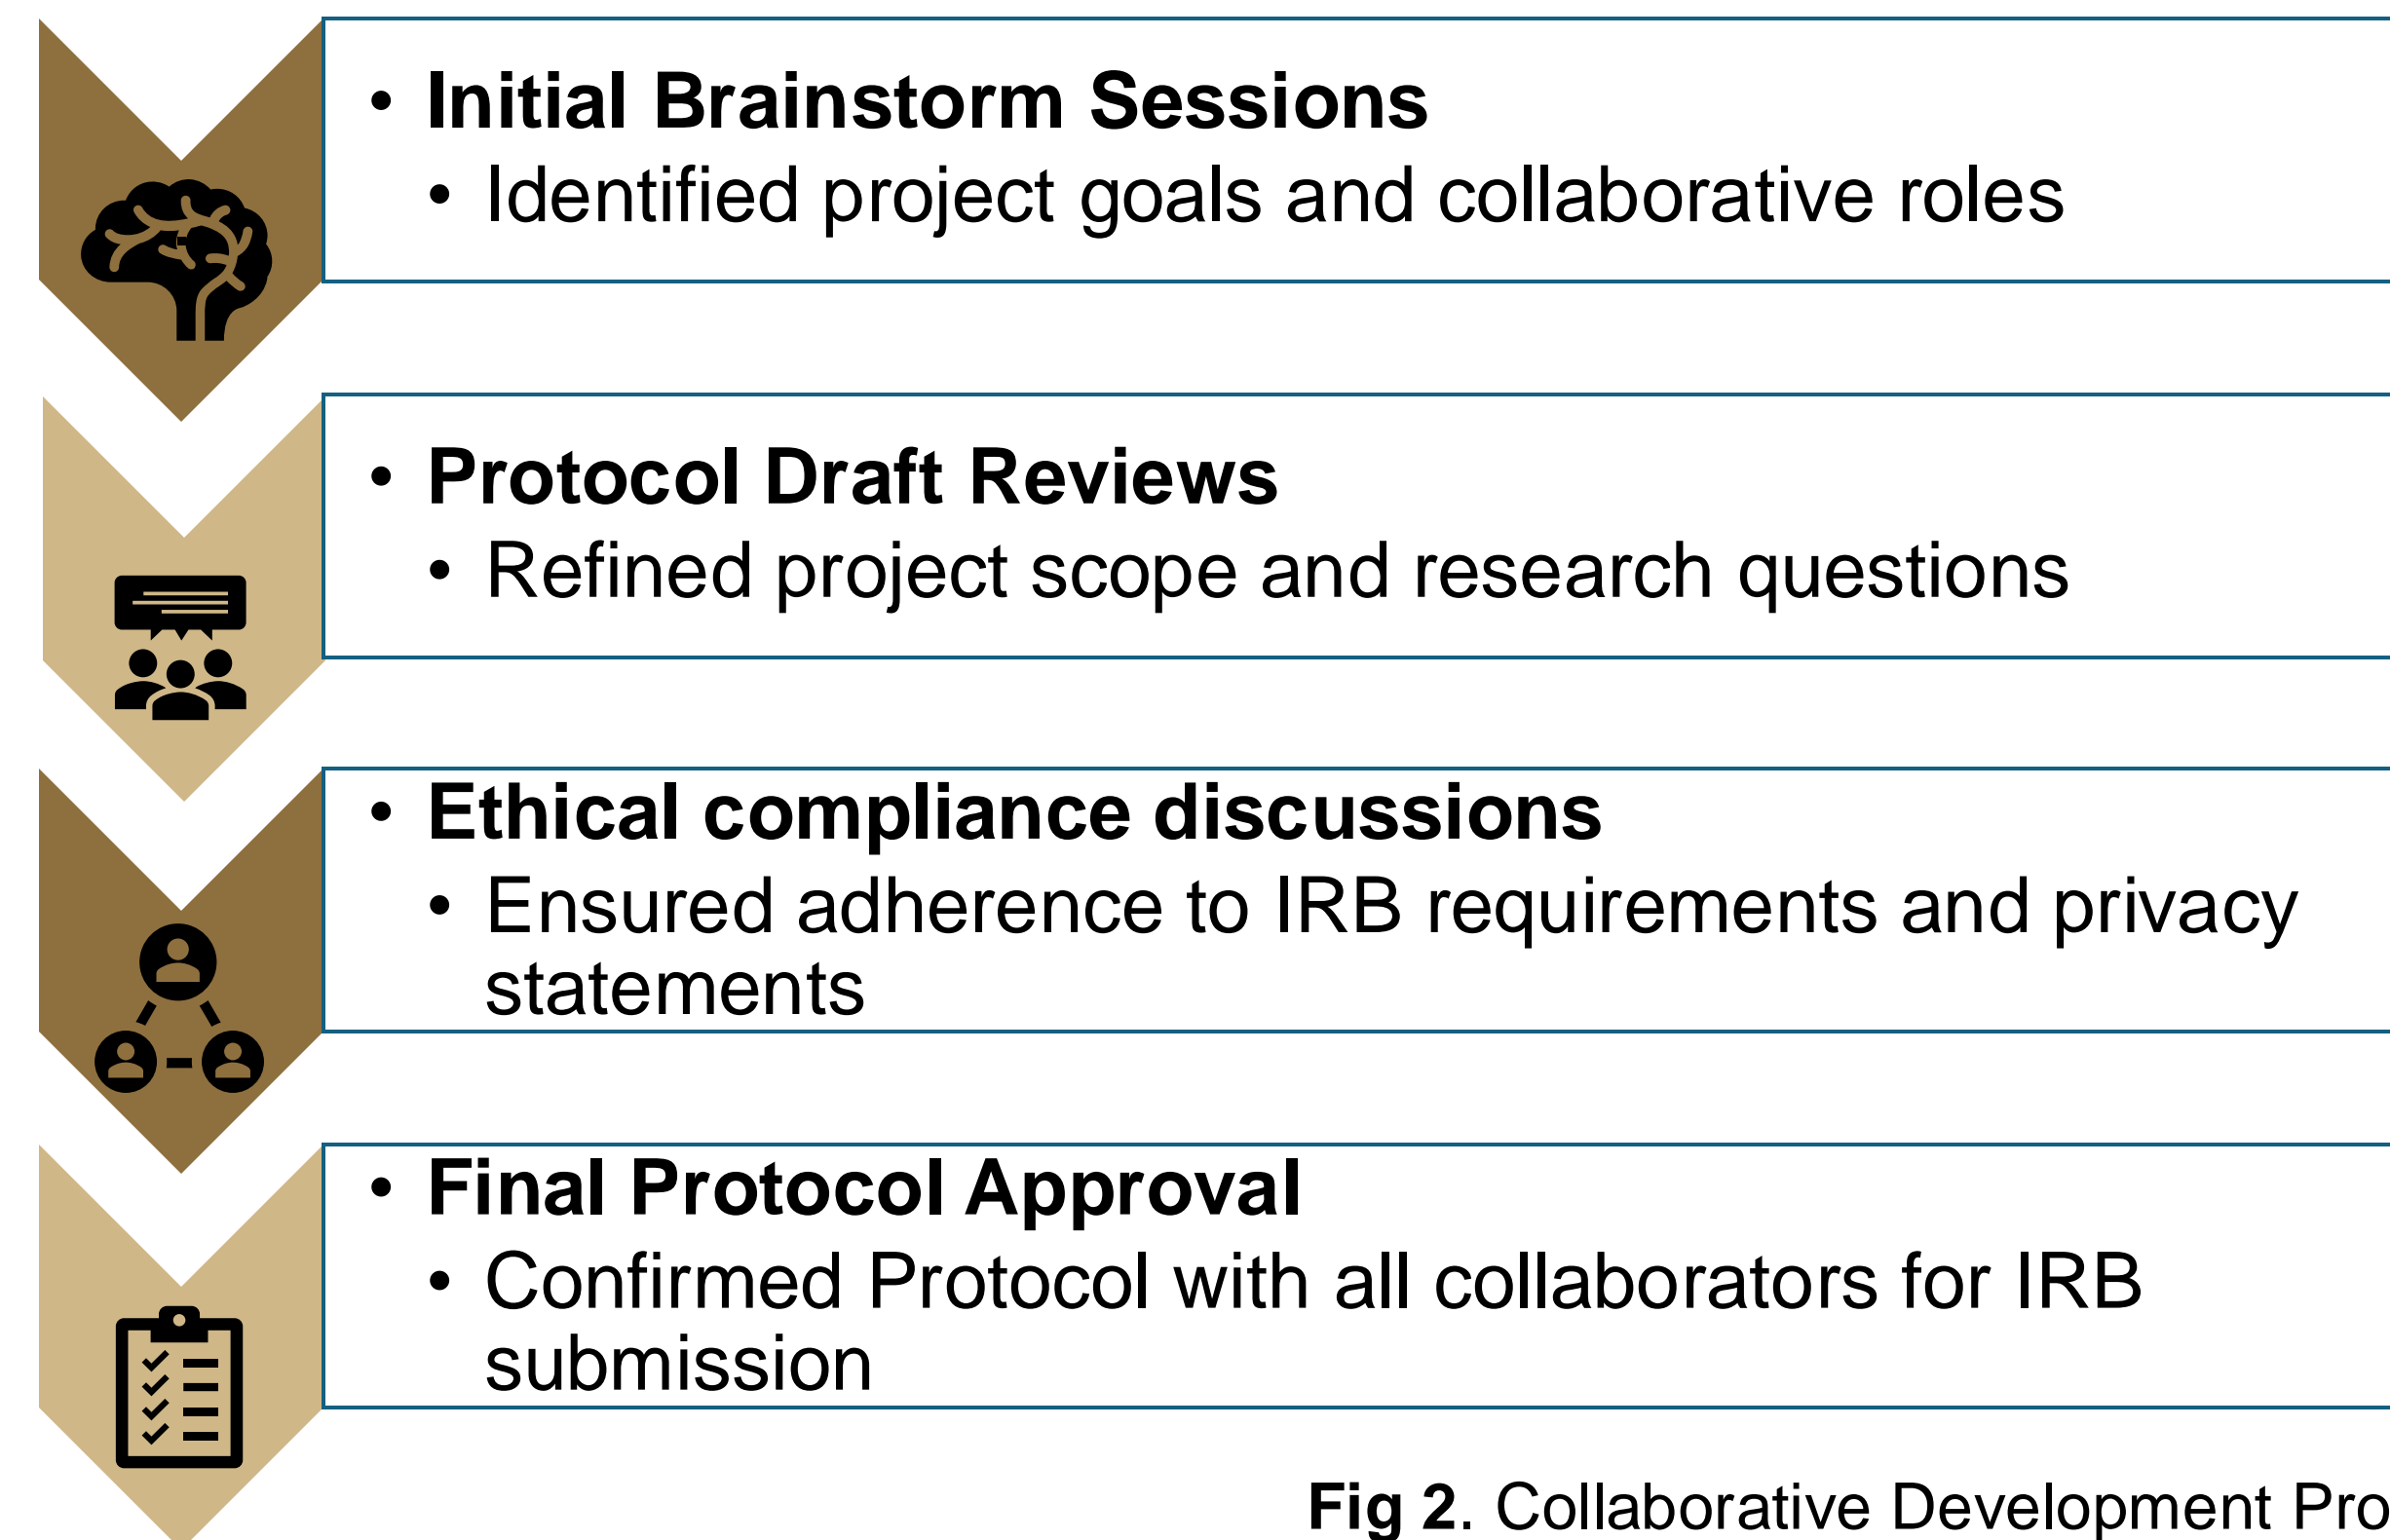 • Initial Brainstorm Sessions
• Identified project goals and collaborative roles
• Protocol Draft Reviews
• Refined project scope and research questions
• Ethical compliance discussions
• Ensured adherence to IRB requirements and privacy
statements
• Final Protocol Approval
• Confirmed Protocol with all collaborators for IRB
submission
Fig 2. Collaborative Development Pro